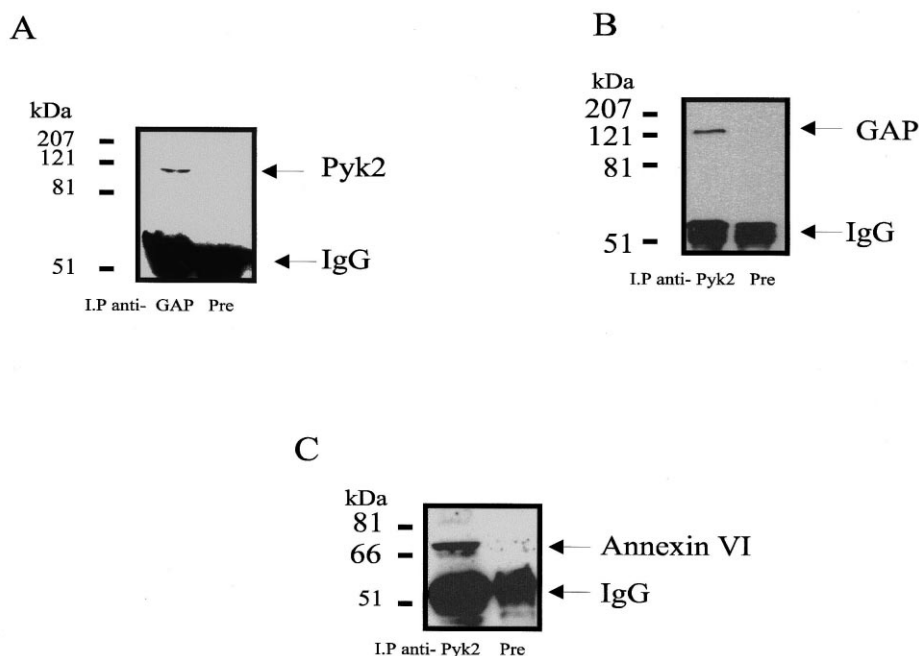 A
kDa
207
121
81
51
Pyk2
IgG
I.P anti- GAP Pre
B
207
kDa
121
81
51
GAP
IgG
I.P anti- Pyk2 Pre
C
kDa
81
66
51
Annexin VI
IgG
I.P anti- Pyk2 Pre